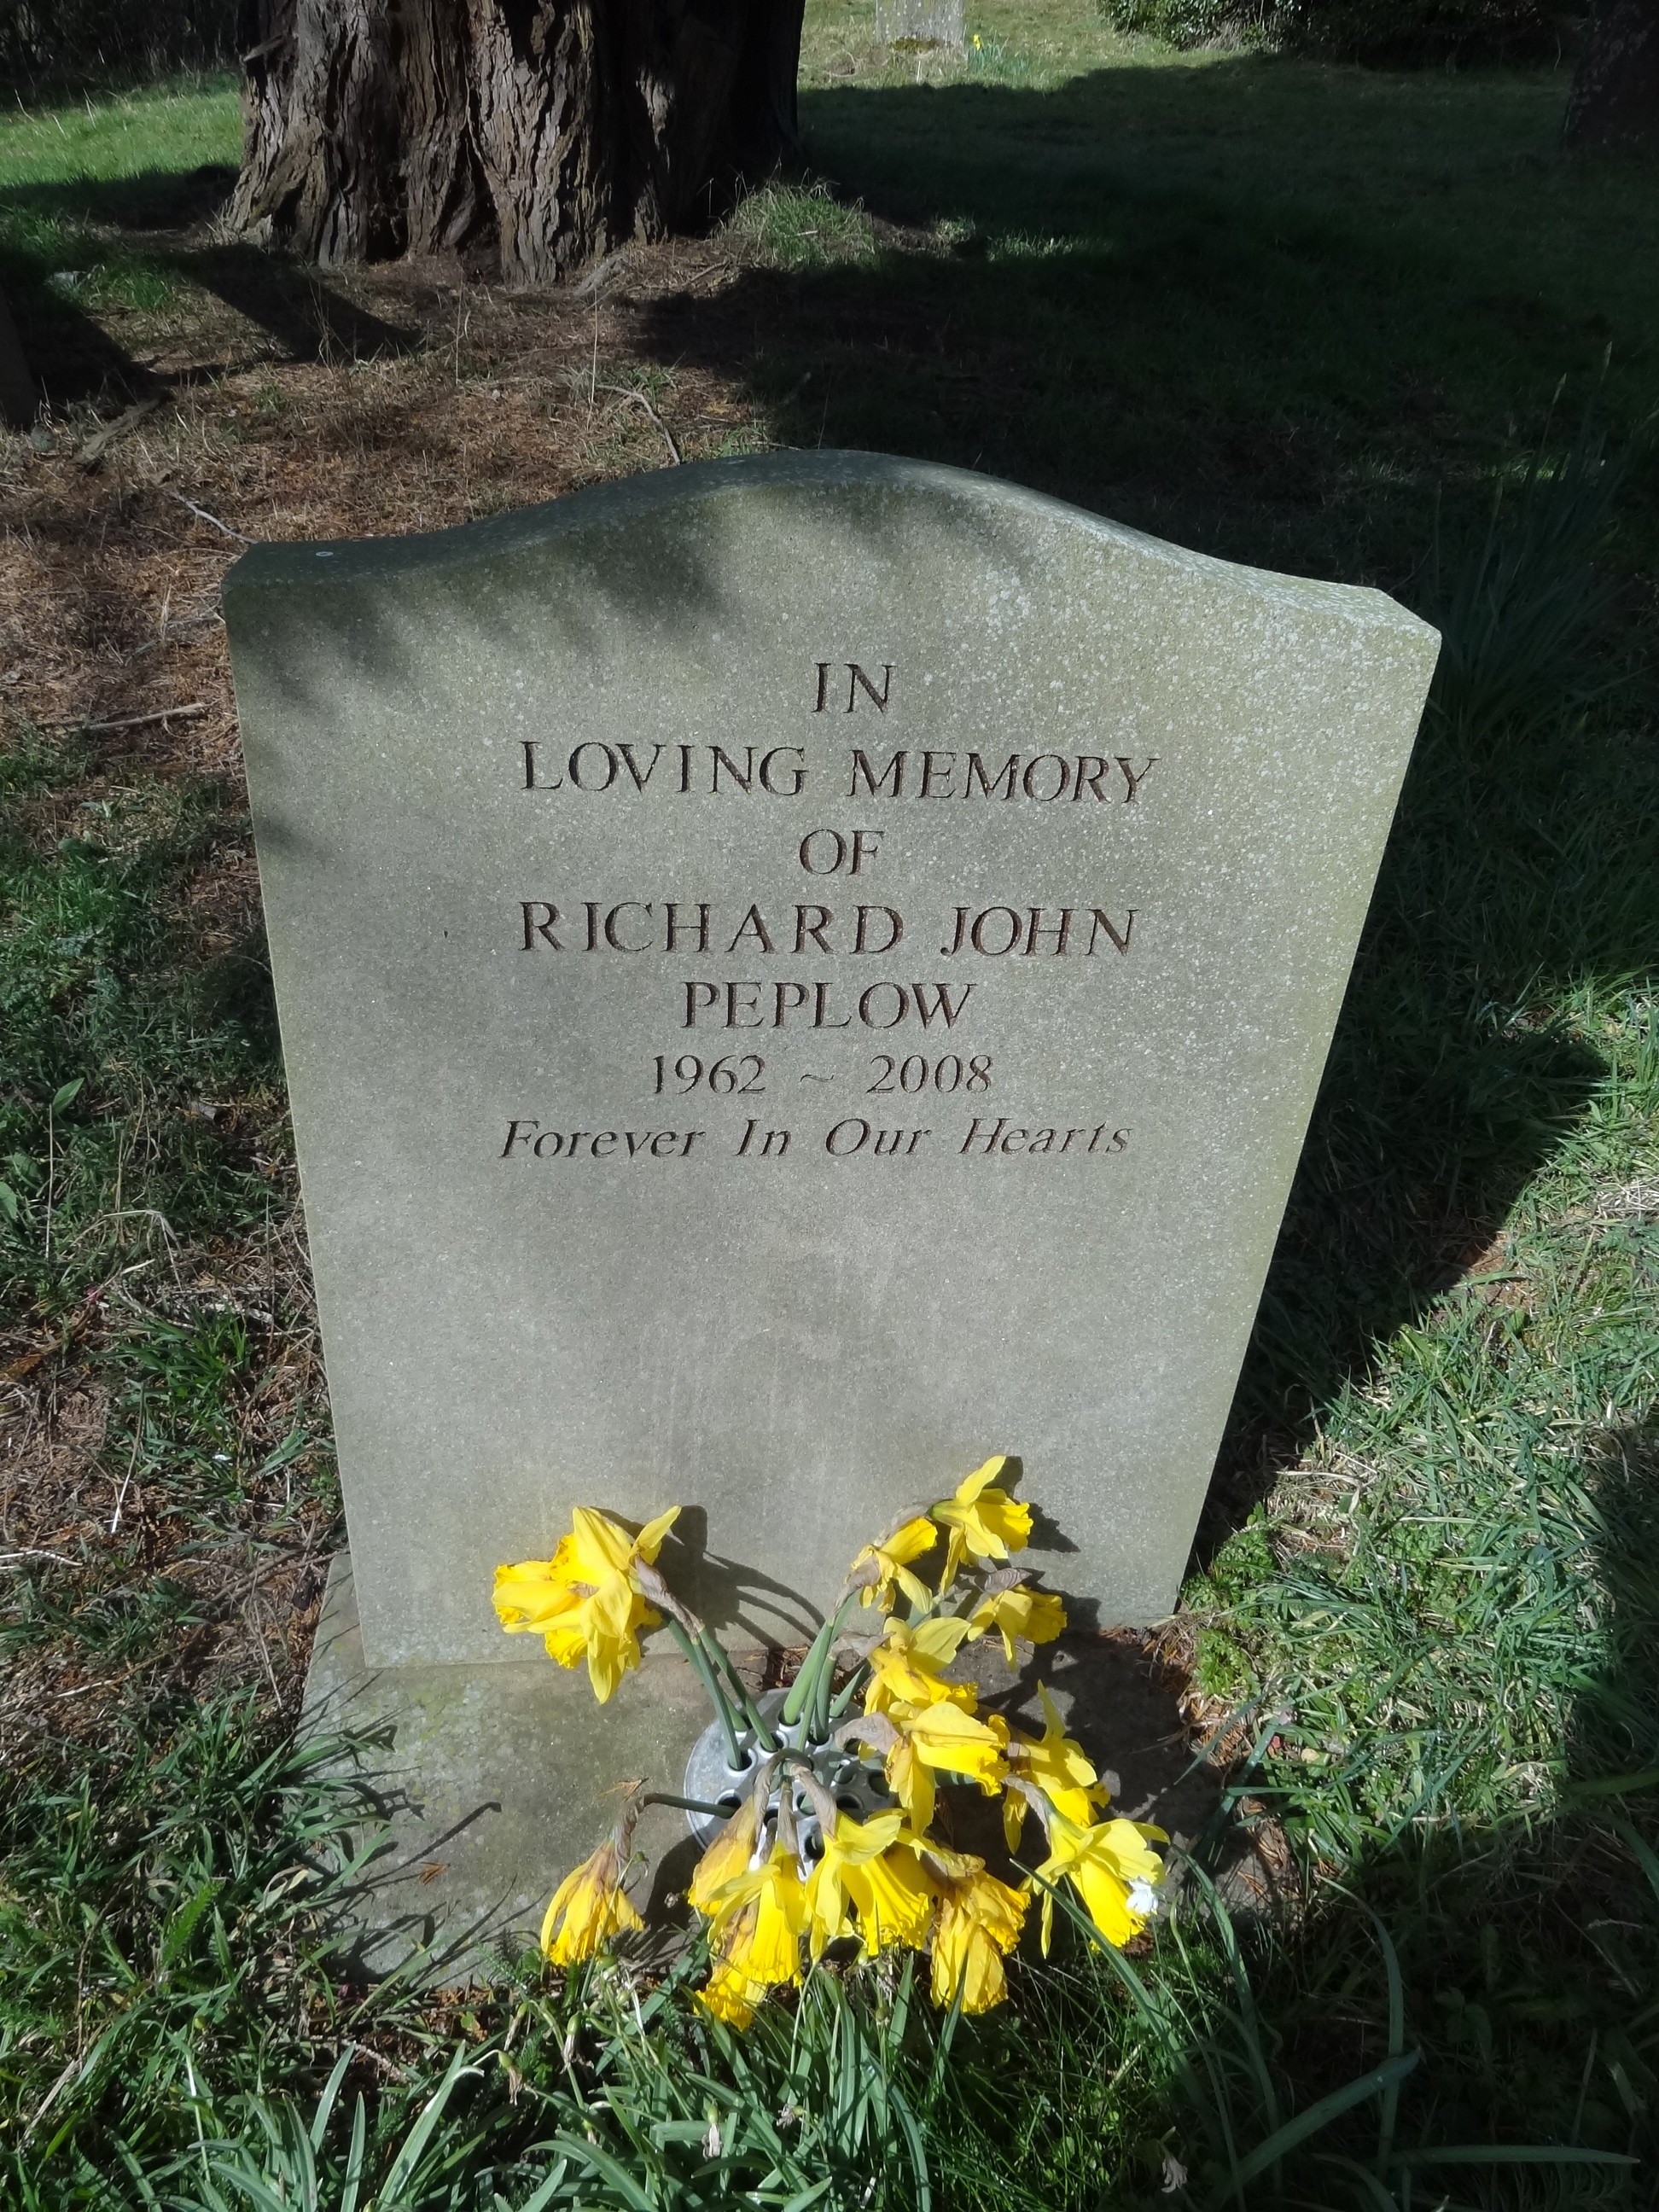 IN
LOVING MEMORY
OF
RICHARD JOHN
PEPLOW
1962 ~ 2008
Forever In Our Hearts